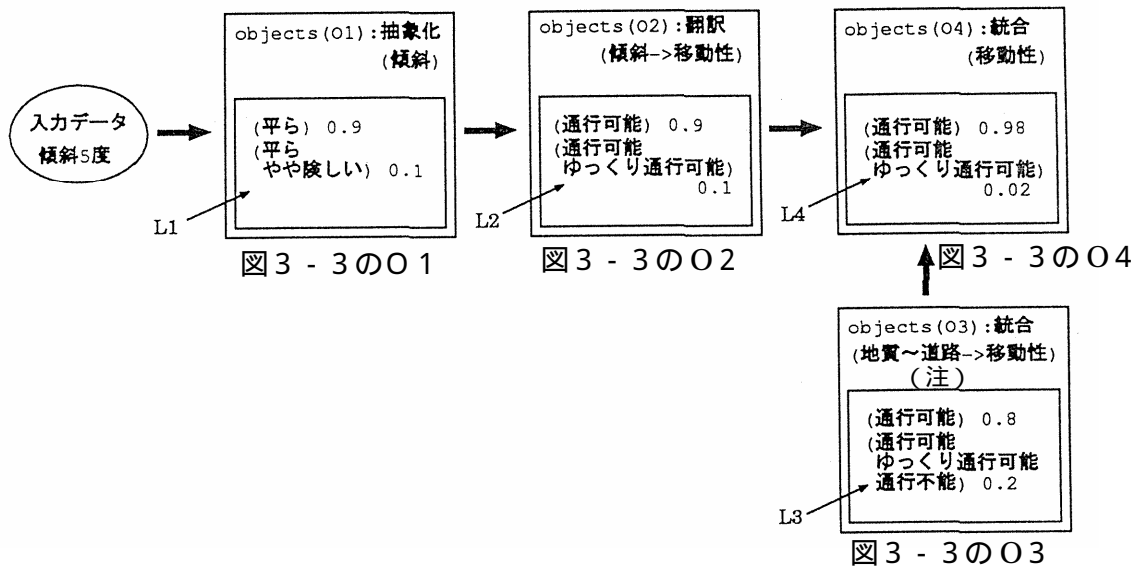 入力データ
傾斜5度
objects(O1):抽象化
(傾斜)
(平ら) 0.9
(平ら
やや険しい) 0.1
L1
図3-3のO1
objects(O2):翻訳
(傾斜->移動性)
(通行可能) 0.9
(通行可能
ゆっくり通行可能)
0.1
L2
図3-3のO2
objects(O4):統合
(移動性)
(通行可能) 0.98
(通行可能
ゆっくり通行可能)
0.02
L4
図3-3のO4
objects(O3):統合
(地質～道路->移動性)
(注)
(通行可能) 0.8
(通行可能
ゆっくり通行可能
通行不能) 0.2
L3
図3-3のO3